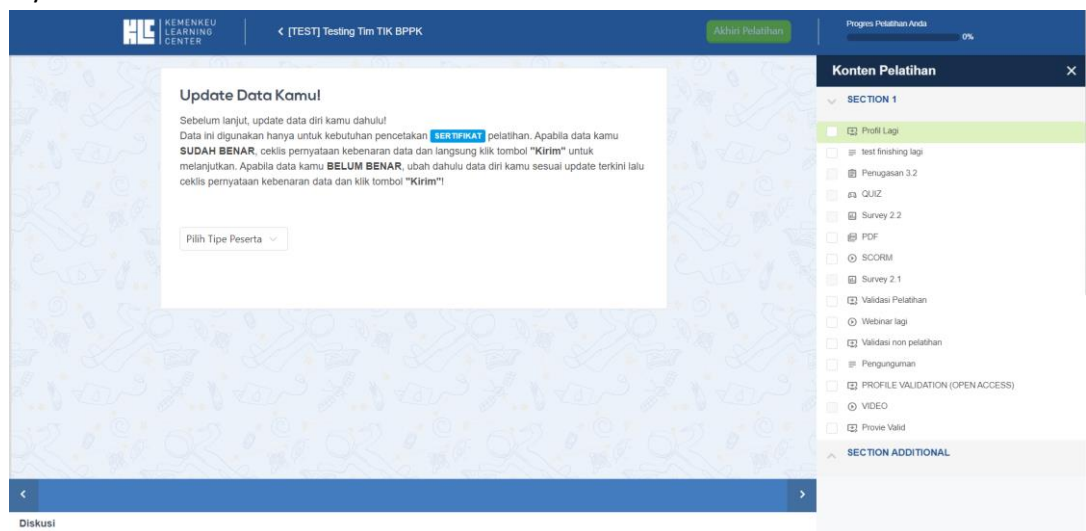 KEMENKEU
LEARNING
CENTER
[TEST] Testing Tim TIK BPPK
Akhiri Pelatihan
Progres Pelatihan Anda
0%
Update Data Kamu!
Sebelum lanjut, update data diri kamu dahulu!
Data ini digunakan hanya untuk kebutuhan pencetakan SERTIFIKAT pelatihan. Apabila data kamu
SUDAH BENAR, ceklis pernyataan kebenaran data dan langsung klik tombol "Kirim" untuk
melanjutkan. Apabila data kamu BELUM BENAR, ubah dahulu data diri kamu sesuai update terkini lalu
ceklis pernyataan kebenaran data dan klik tombol "Kirim"!
Pilih Tipe Peserta
Konten Pelatihan
SECTION 1
Profil Lagi
test finishing lagi
Penugasan 3.2
QUIZ
Survey 2.2
PDF
SCORM
Survey 2.1
Validasi Pelatihan
Webinar lagi
Validasi non pelatihan
Pengunguman
PROFILE VALIDATION (OPEN ACCESS)
VIDEO
Provie Valid
SECTION ADDITIONAL
Diskusi